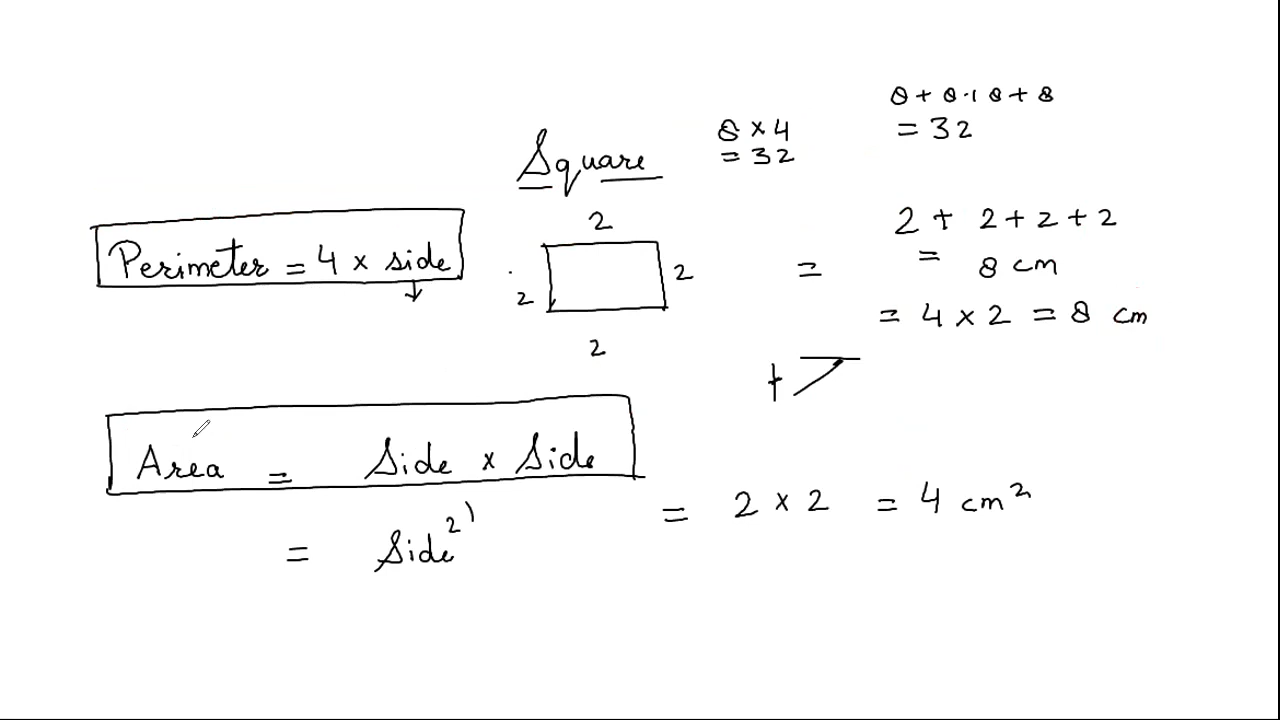 8 + 8 + 8 + 8
= 32
8 × 4
= 32
Square
2
2 + 2 + 2 + 2
= 8 cm
Perimeter = 4 × side
2
2
=
= 4 × 2 = 8 cm
2
+
Area = Side × Side
= 2 × 2 = 4 cm²
= Side²